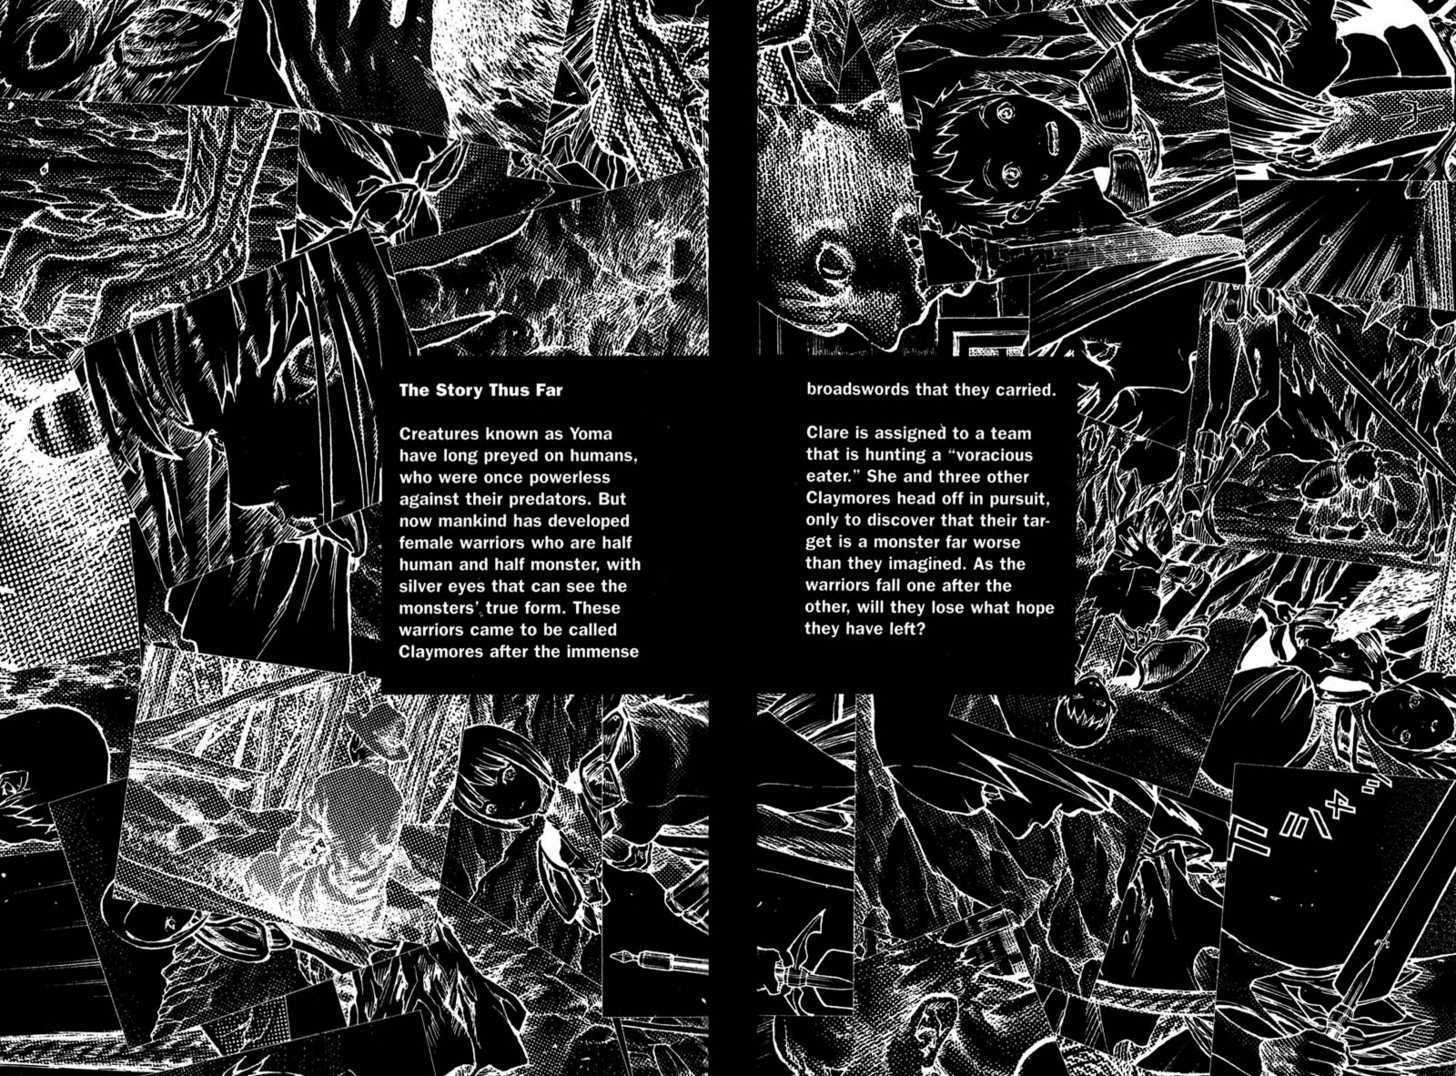 The Story Thus Far
Creatures known as Yoma
have long preyed on humans,
who were once powerless
against their predators. But
now mankind has developed
female warriors who are half
human and half monster, with
silver eyes that can see the
monsters' true form. These
warriors came to be called
Claymores after the immense
broadswords that they carried.
Clare is assigned to a team
that is hunting a “voracious
eater.” She and three other
Claymores head off in pursuit,
only to discover that their tar-
get is a monster far worse
than they imagined. As the
warriors fall one after the
other, will they lose what hope
they have left?